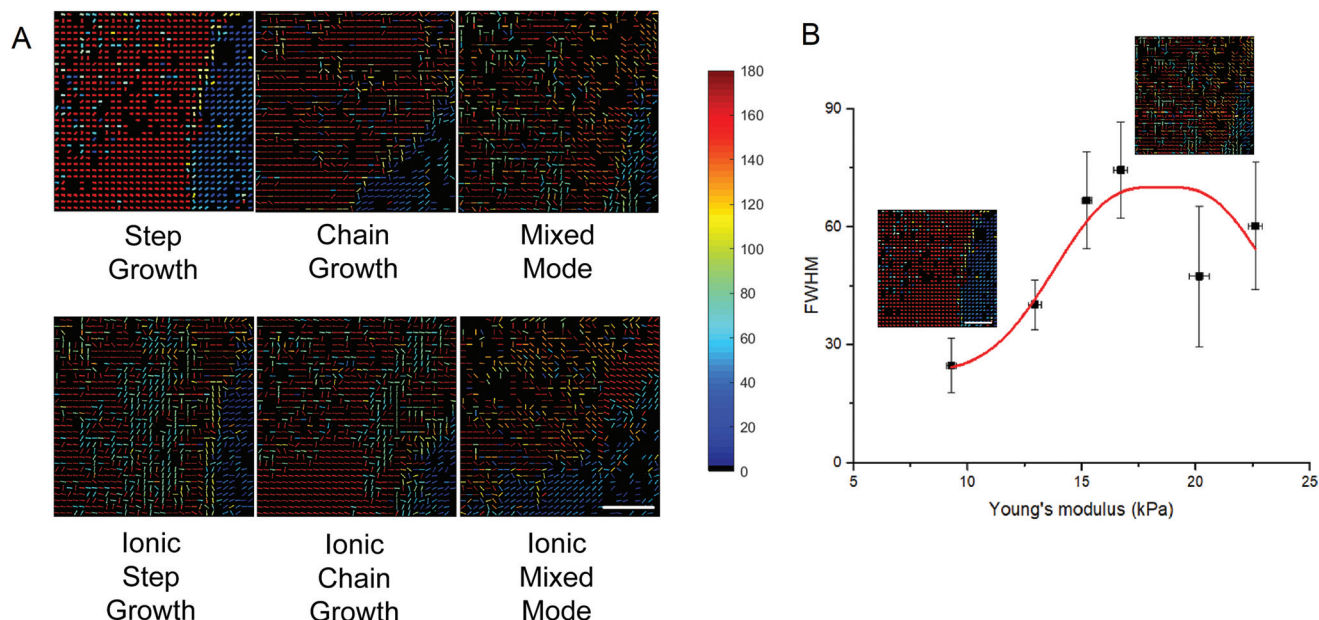 A
Step
Growth
Chain
Growth
Mixed
Mode
Ionic
Step
Growth
Ionic
Chain
Growth
Ionic
Mixed
Mode
180
160
140
120
100
80
60
40
20
0
B
FWHM
90
60
30
0
5
10
15
20
25
Young's modulus (kPa)